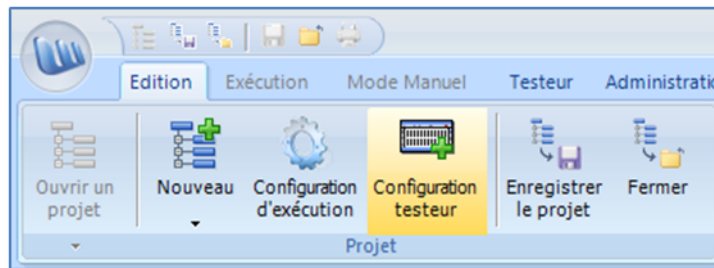 Edition Exécution Mode Manuel Testeur Administratio
Ouvrir un projet
Nouveau
Configuration d'exécution
Configuration testeur
Enregistrer le projet
Fermer
Projet